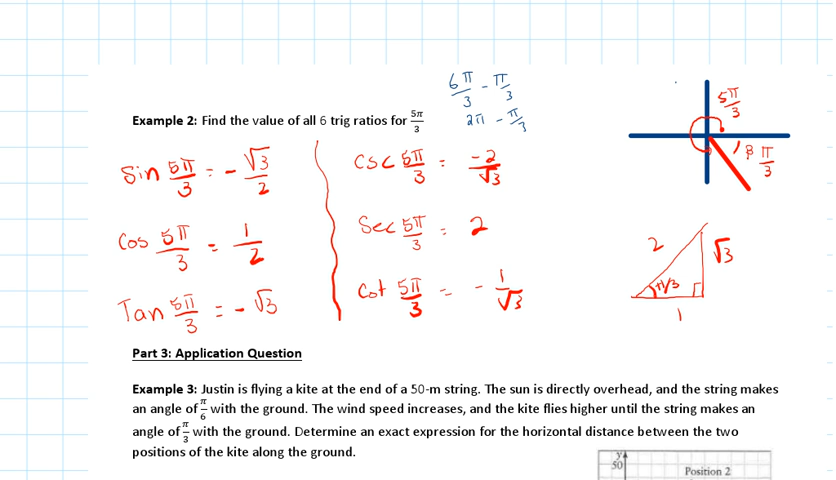 6π/3 - π/3
2π - π/3
Example 2: Find the value of all 6 trig ratios for 5π/3
5π/3
β π/3
Sin 5π/3 = - √3/2
Cos 5π/3 = 1/2
Tan 5π/3 = - √3
Csc 5π/3 = -2/√3
Sec 5π/3 = 2
Cot 5π/3 = - 1/√3
2
√3
π/3
1
Part 3: Application Question
Example 3: Justin is flying a kite at the end of a 50-m string. The sun is directly overhead, and the string makes
an angle of π/6 with the ground. The wind speed increases, and the kite flies higher until the string makes an
angle of π/3 with the ground. Determine an exact expression for the horizontal distance between the two
positions of the kite along the ground.
y
50
Position 2